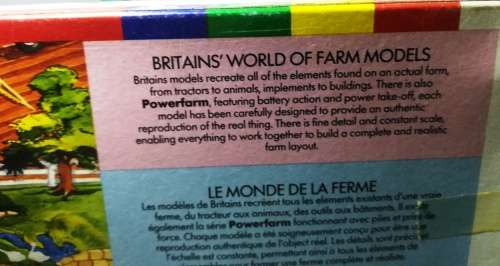 BRITAINS' WORLD OF FARM MODELS
Britains models recreate all of the elements found on an actual farm,
from tractors to animals, implements to buildings. There is also
Powerfarm, featuring battery action and power take-off, each
model has been carefully designed to provide an authentic
reproduction of the real thing. There is fine detail and constant scale,
enabling everything to work together to build a complete and realistic
farm layout.
LE MONDE DE LA FERME
Les modèles de Britains recréent tous les éléments existants d'une vraie
ferme, du tracteur aux animaux, des outils aux bâtiments. Il existe
également la série Powerfarm fonctionnant avec piles et prise de
force. Chaque modèle a été soigneusement conçu pour être une
reproduction authentique de l'objet réel. Les détails sont précis
l'échelle est constante, permettant ainsi à tous les éléments de
pour former une ferme complète et réaliste.